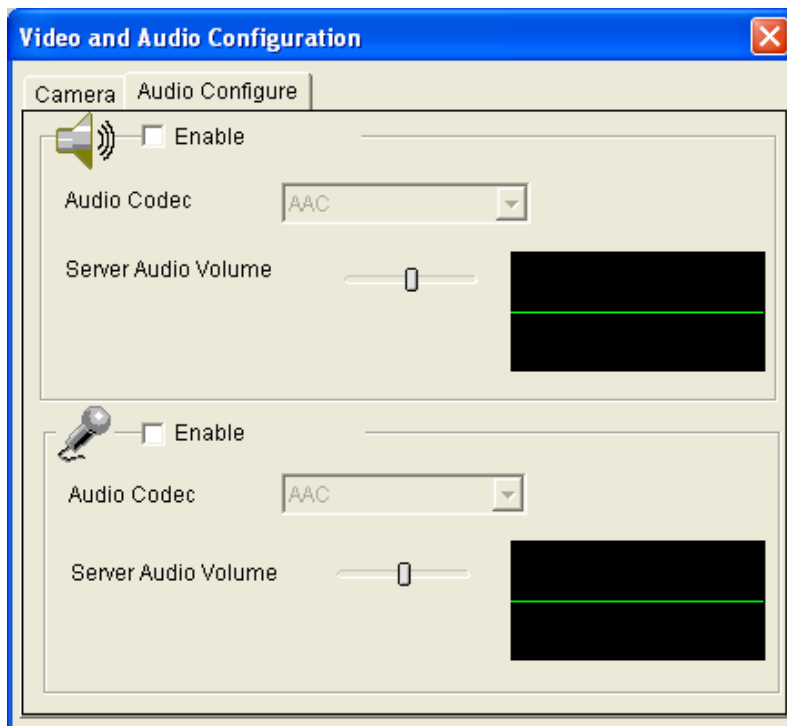 Video and Audio Configuration
Camera Audio Configure
Enable
Audio Codec AAC
Server Audio Volume
Enable
Audio Codec AAC
Server Audio Volume